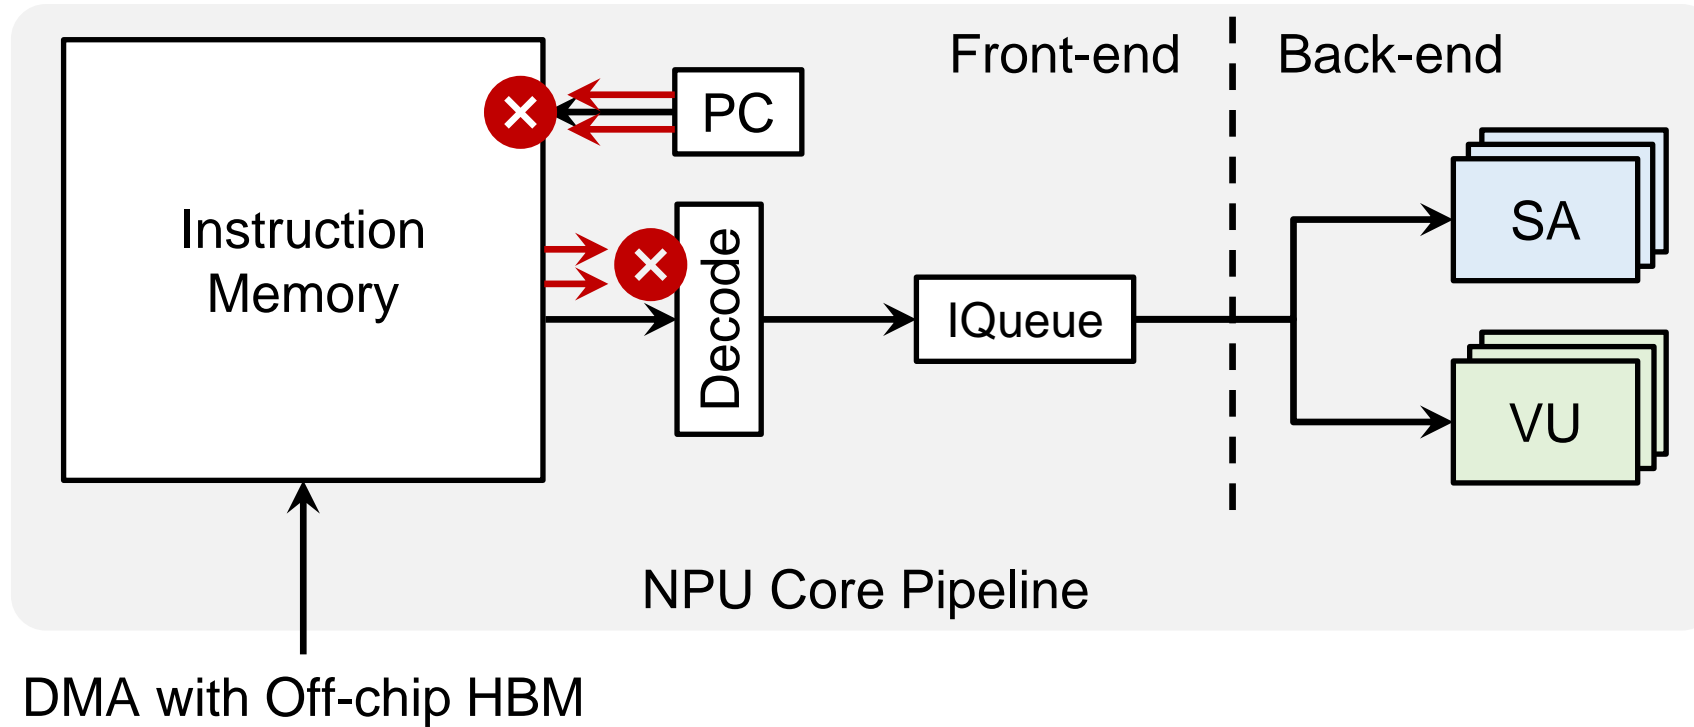 Front-end
Back-end
PC
Instruction
Memory
Decode
IQueue
SA
VU
NPU Core Pipeline
DMA with Off-chip HBM